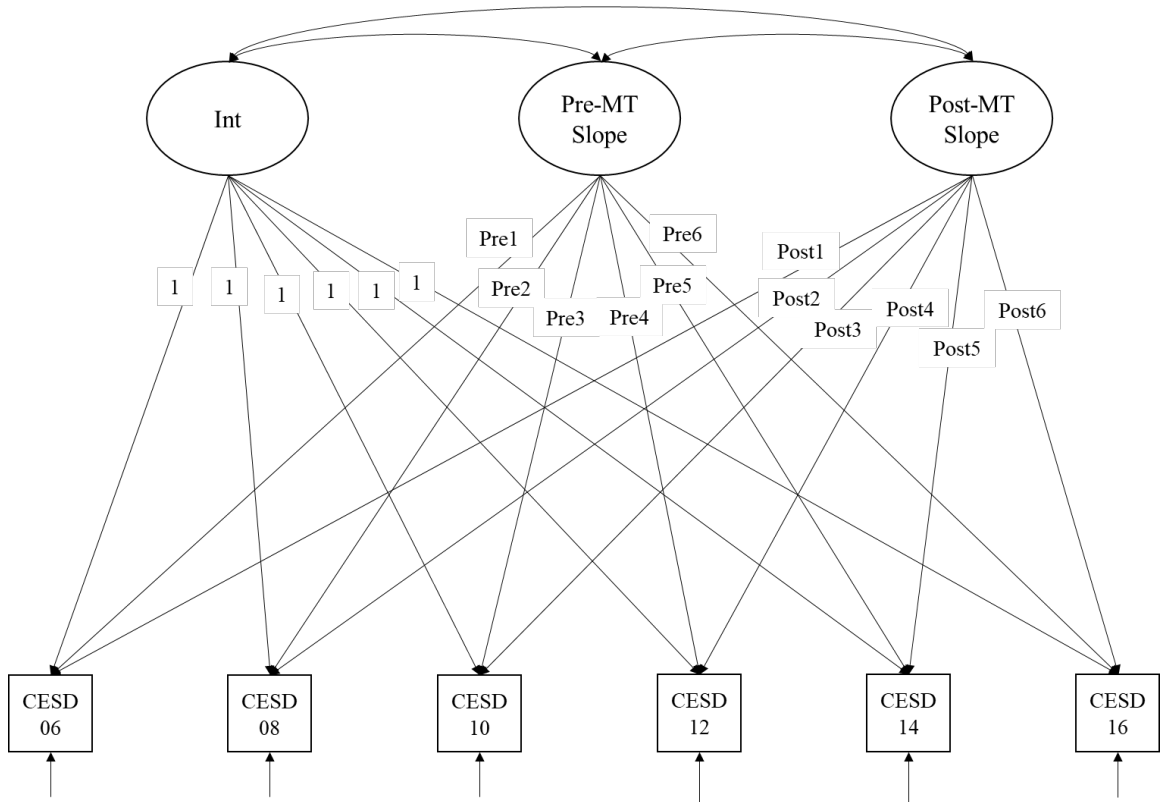 Int
Pre-MT
Slope
Post-MT
Slope
1
1
1
1
1
1
Pre1
Pre2
Pre3
Pre4
Pre5
Pre6
Post1
Post2
Post3
Post4
Post5
Post6
CESD
06
CESD
08
CESD
10
CESD
12
CESD
14
CESD
16